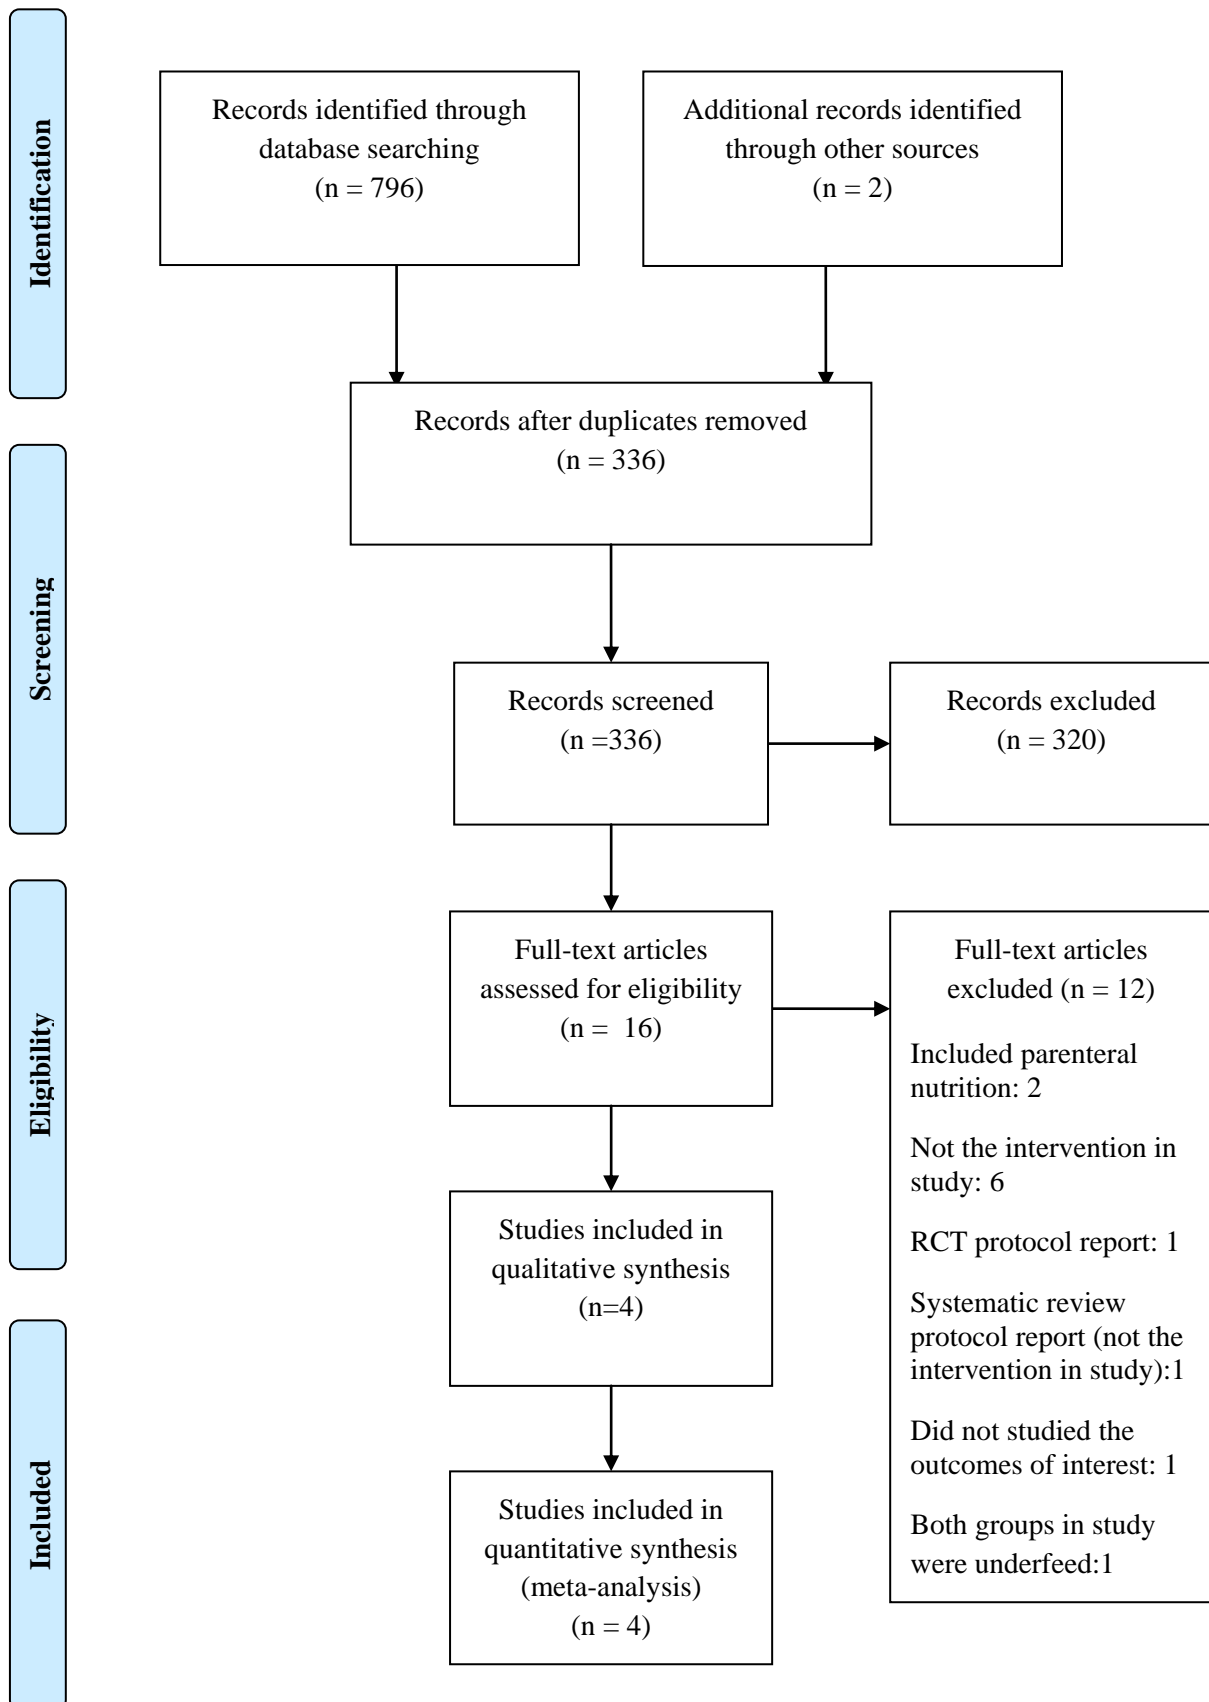 Identification
Records identified through
database searching
(n = 796)
Additional records identified
through other sources
(n = 2)
Records after duplicates removed
(n = 336)
Screening
Records screened
(n =336)
Records excluded
(n = 320)
Eligibility
Full-text articles
assessed for eligibility
(n =  16)
Full-text articles
excluded (n = 12)
Included parenteral
nutrition: 2
Not the intervention in
study: 6
RCT protocol report: 1
Systematic review
protocol report (not the
intervention in study):1
Did not studied the
outcomes of interest: 1
Both groups in study
were underfeed:1
Studies included in
qualitative synthesis
(n=4)
Included
Studies included in
quantitative synthesis
(meta-analysis)
(n = 4)